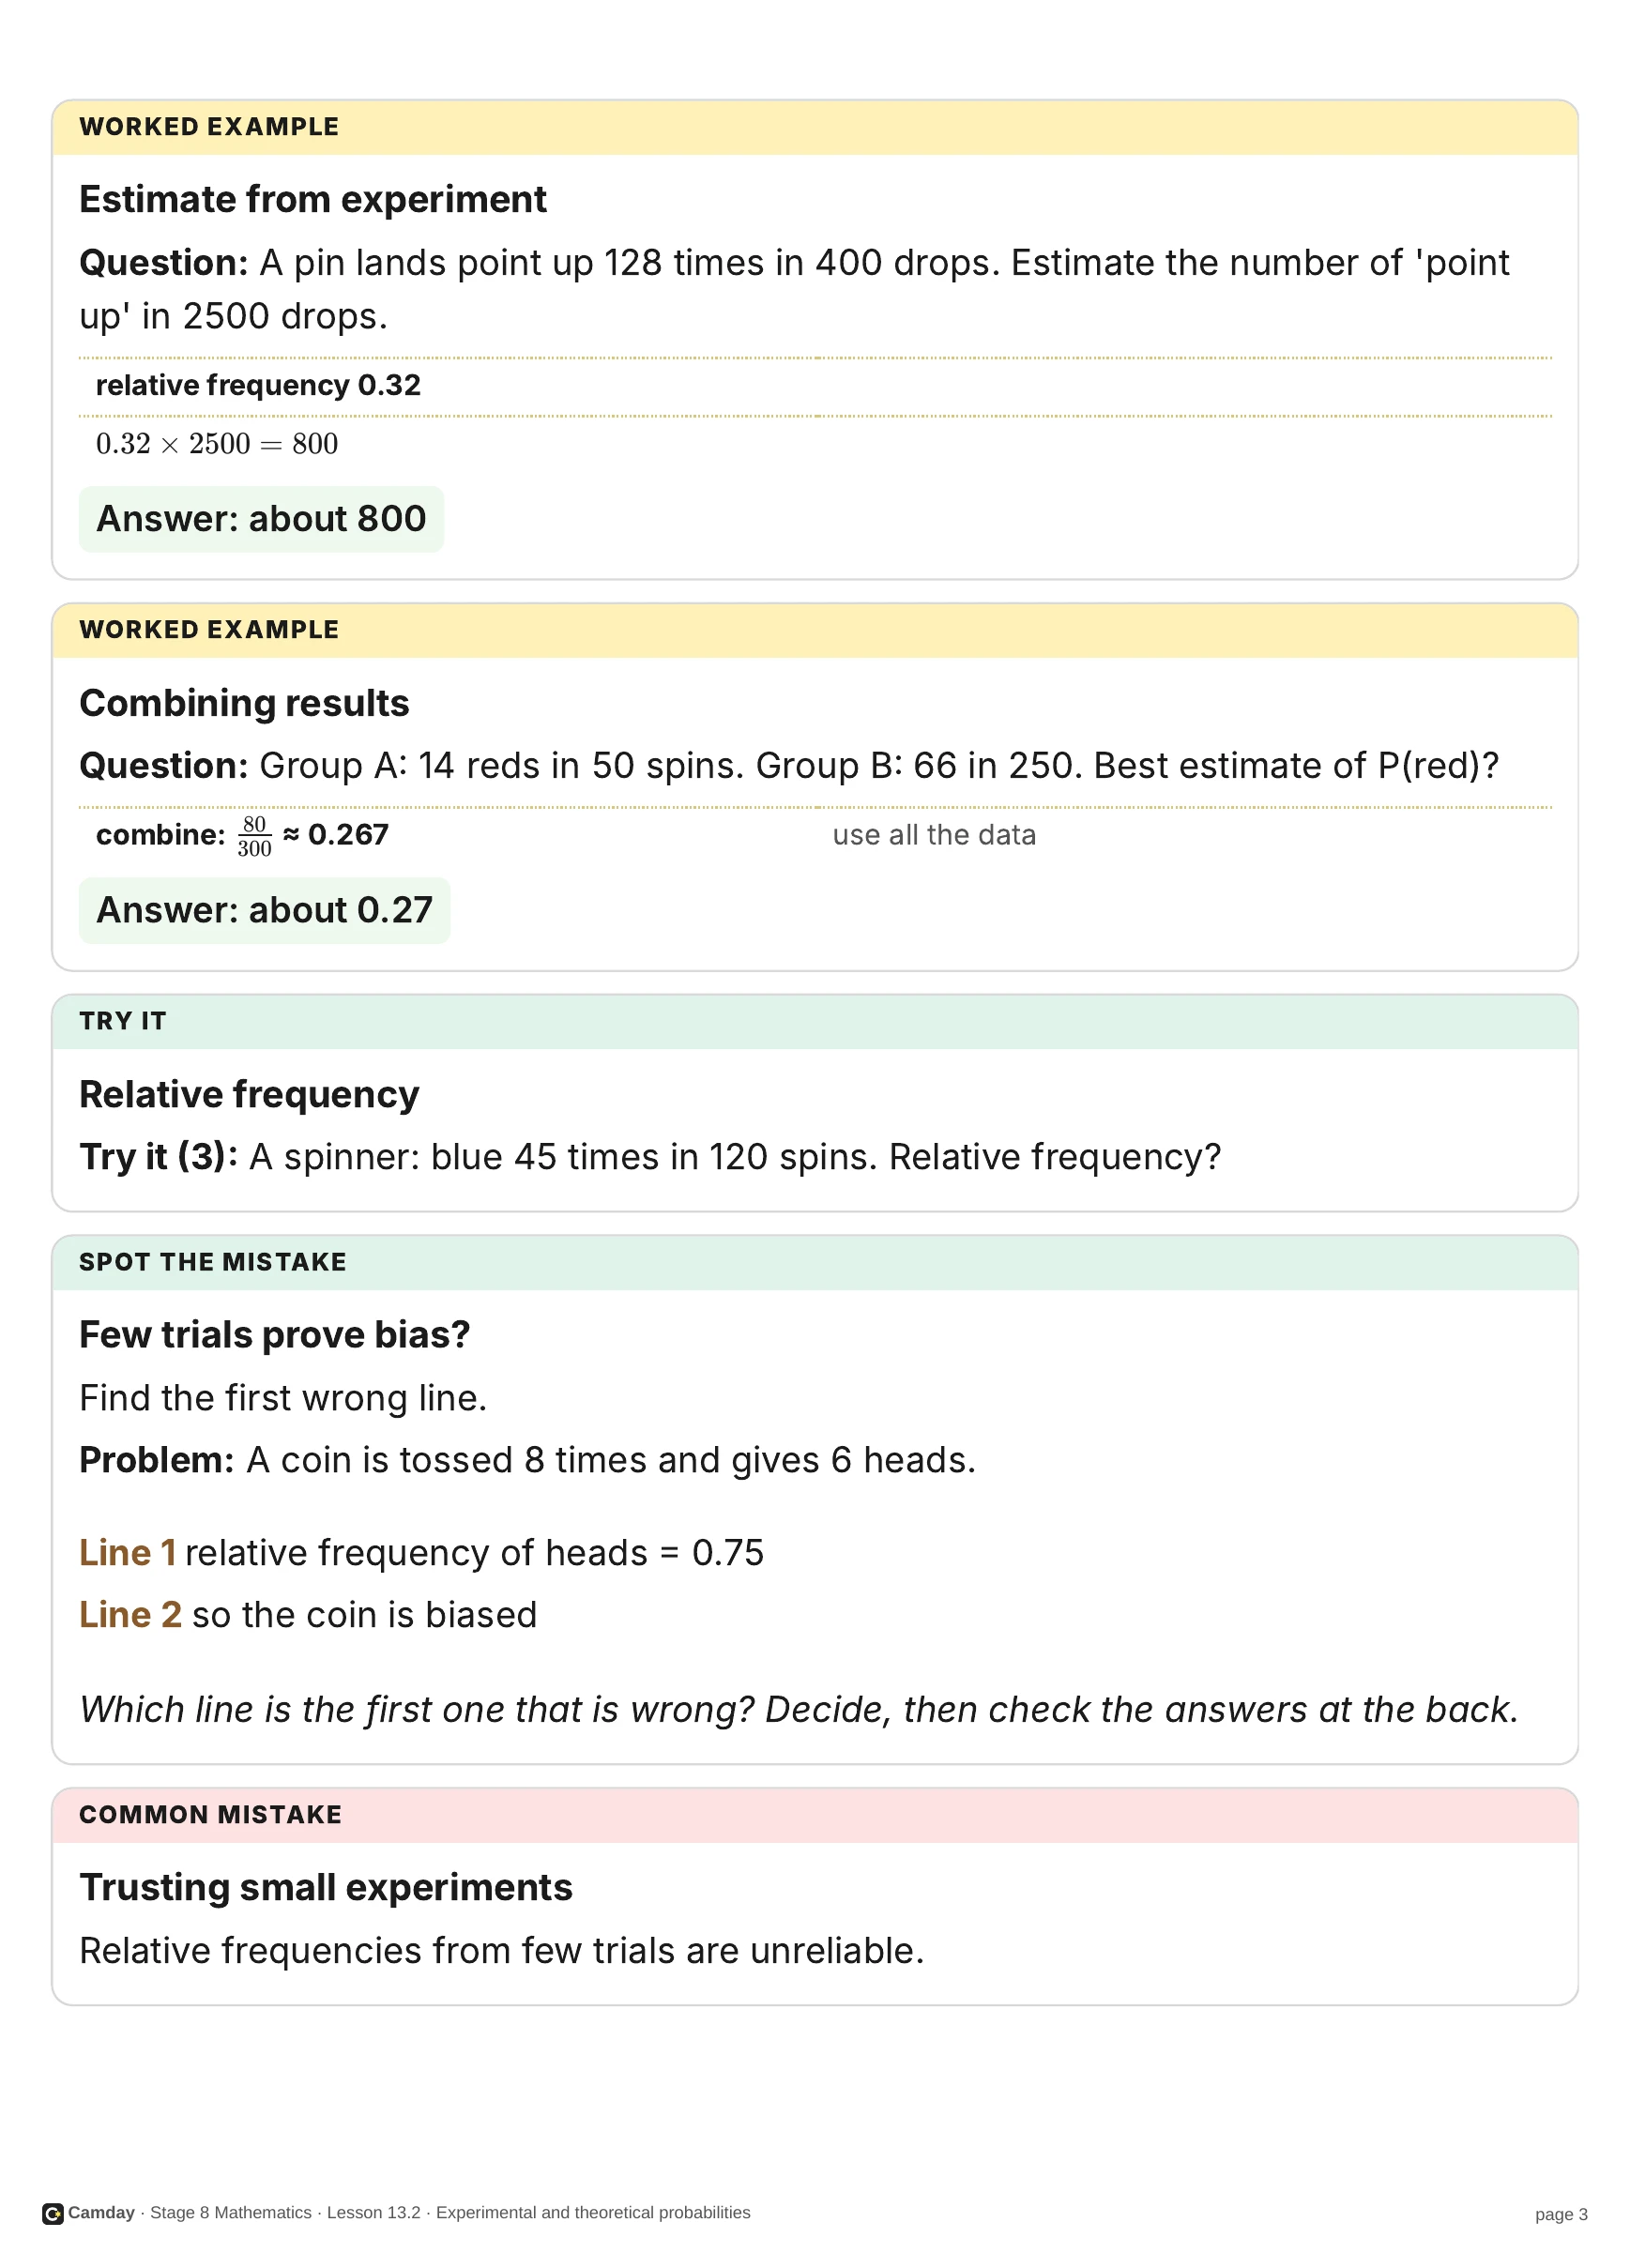 WORKED EXAMPLE
Estimate from experiment
Question: A pin lands point up 128 times in 400 drops. Estimate the number of 'point
up' in 2500 drops.
relative frequency 0.32
0.32 × 2500 = 800
Answer: about 800
WORKED EXAMPLE
Combining results
Question: Group A: 14 reds in 50 spins. Group B: 66 in 250. Best estimate of P(red)?
combine: 80/300 ≈ 0.267 use all the data
Answer: about 0.27
TRY IT
Relative frequency
Try it (3): A spinner: blue 45 times in 120 spins. Relative frequency?
SPOT THE MISTAKE
Few trials prove bias?
Find the first wrong line.
Problem: A coin is tossed 8 times and gives 6 heads.
Line 1 relative frequency of heads = 0.75
Line 2 so the coin is biased
Which line is the first one that is wrong? Decide, then check the answers at the back.
COMMON MISTAKE
Trusting small experiments
Relative frequencies from few trials are unreliable.
Camday · Stage 8 Mathematics · Lesson 13.2 · Experimental and theoretical probabilities page 3